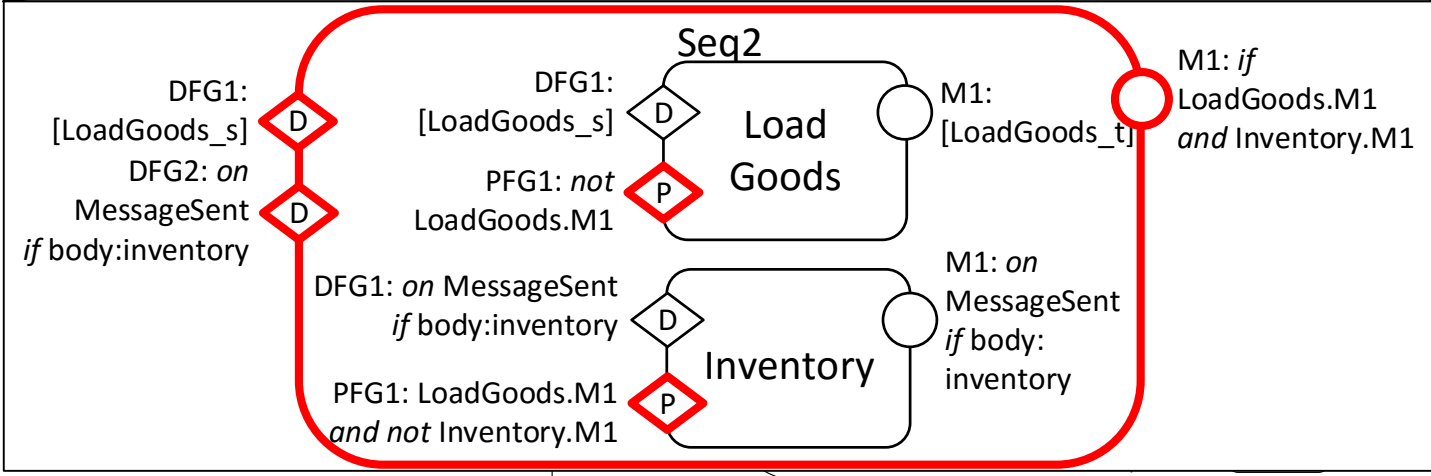 Seq2
DFG1:
[LoadGoods_s]
D
DFG2: on
MessageSent
if body:inventory
D
DFG1:
[LoadGoods_s]
D
PFG1: not
LoadGoods.M1
P
Load
Goods
M1:
[LoadGoods_t]
M1: if
LoadGoods.M1
and Inventory.M1
DFG1: on MessageSent
if body:inventory
D
PFG1: LoadGoods.M1
and not Inventory.M1
P
Inventory
M1: on
MessageSent
if body:
inventory